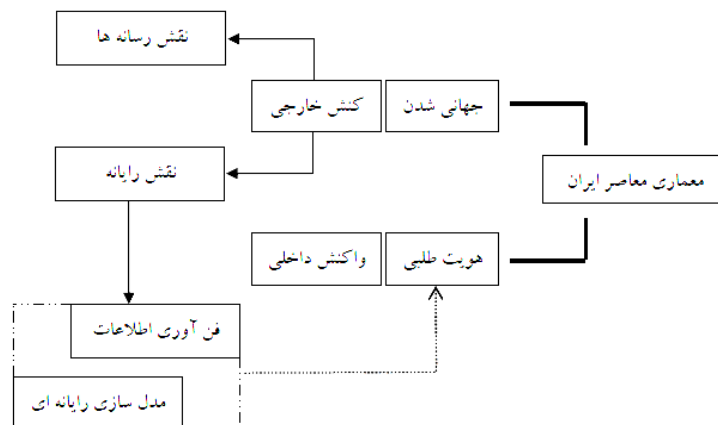 نقش رسانه ها
جهانی شدن
کنش خارجی
معماری معاصر ایران
نقش رایانه
هویت طلبی
واکنش داخلی
فن آوری اطلاعات
مدل سازی رایانه ای